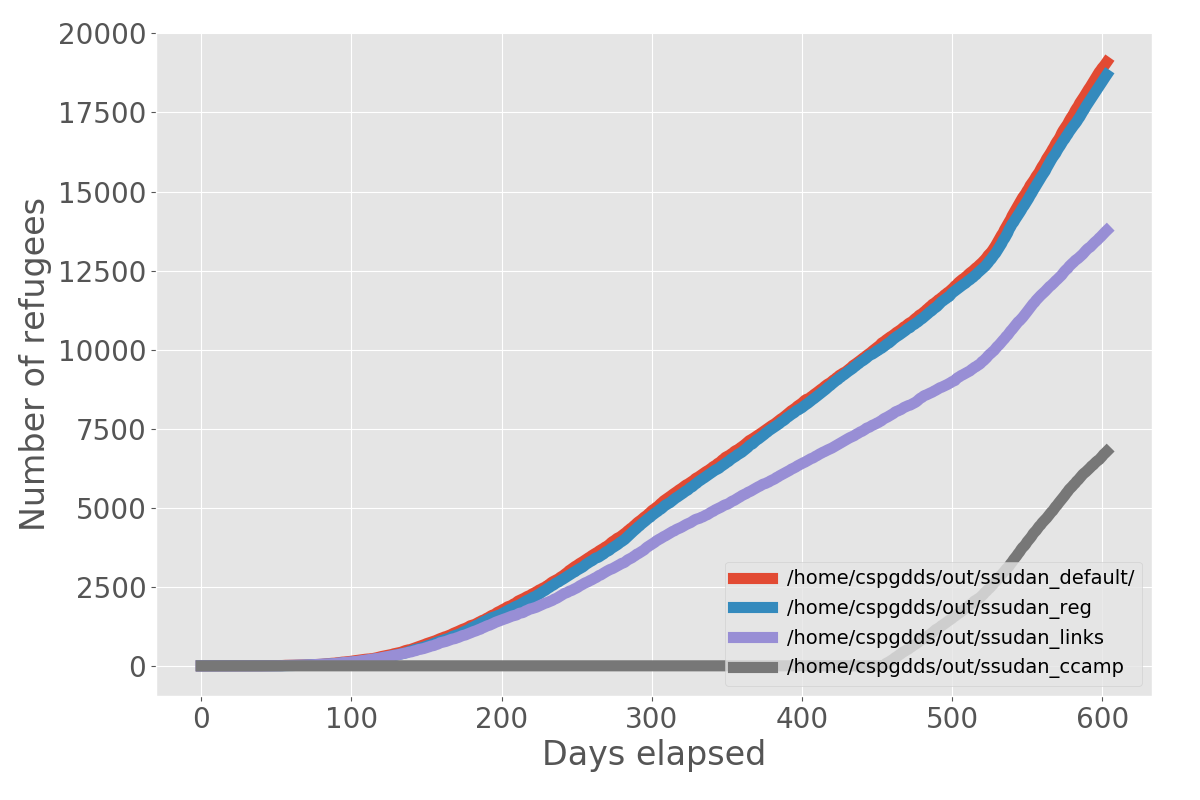 20000
17500
15000
12500
10000
7500
5000
2500
0
Number of refugees
/home/cspgdds/out/ssudan_default/
/home/cspgdds/out/ssudan_reg
/home/cspgdds/out/ssudan_links
/home/cspgdds/out/ssudan_ccamp
0 100 200 300 400 500 600
Days elapsed